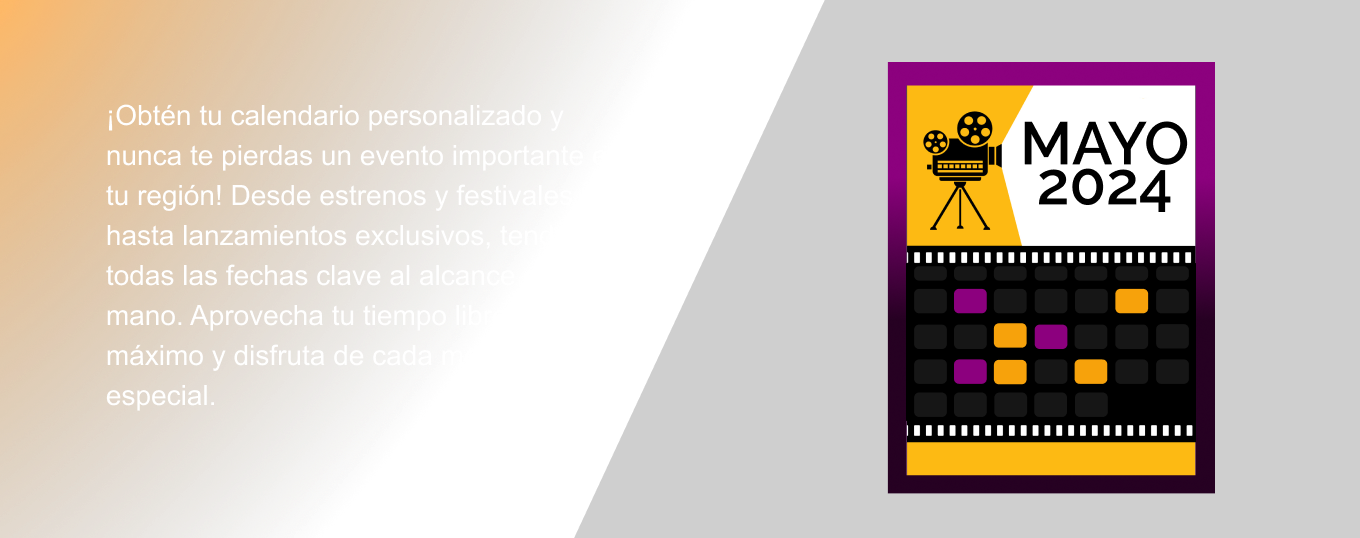 ¡Obtén tu calendario personalizado y
nunca te pierdas un evento importante
tu región! Desde estrenos y festivales
hasta lanzamientos exclusivos,
todas las fechas clave al alcance
mano. Aprovecha tu tiempo
máximo y disfruta de cada
especial.
MAYO
2024